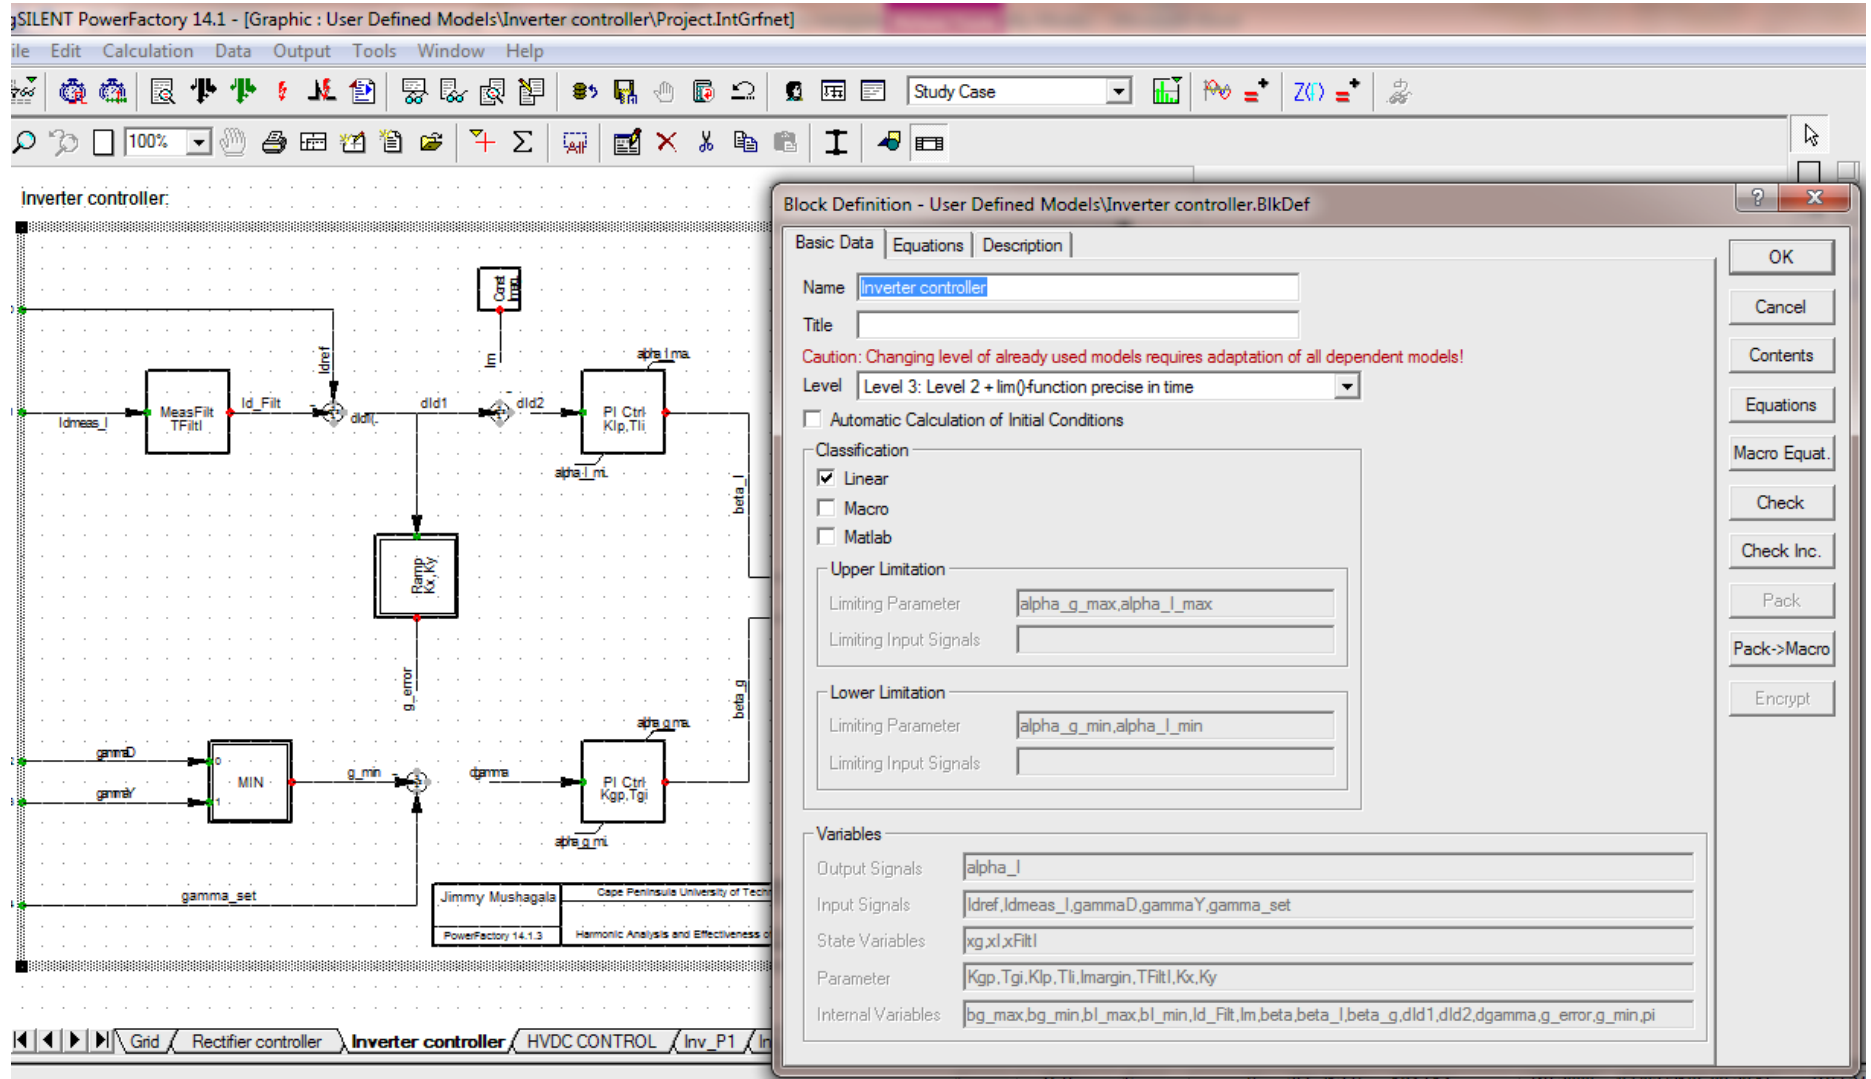 gSILENT PowerFactory 14.1 - [Graphic : User Defined Models\Inverter controller\Project.IntGrfnet]
ile Edit Calculation Data Output Tools Window Help
Study Case
100%
Inverter controller:
Const
Idref
Im
alpha_I_ma.
MeasFilt
TFiltI
Id_Filt
Idmeas_I
dId1
dId2
PI Ctrl
KIp,TIi
alpha_I_mi.
beta_I
Ramp
Kx,Ky
g_error
beta_g
alpha_g_ma.
gammaD
gammaY
0
1
MIN
g_min
dgamma
PI Ctrl
Kgp,Tgi
alpha_g_mi.
gamma_set
Jimmy Mushagala
Cape Peninsula University of Techn
PowerFactory 14.1.3
Harmonic Analysis and Effectiveness o
Grid
Rectifier controller
Inverter controller
HVDC CONTROL
Inv_P1
In
Block Definition - User Defined Models\Inverter controller.BlkDef
Basic Data Equations Description
Name Inverter controller
Title
Caution: Changing level of already used models requires adaptation of all dependent models!
Level Level 3: Level 2 + lim()-function precise in time
Automatic Calculation of Initial Conditions
Classification
Linear
Macro
Matlab
Upper Limitation
Limiting Parameter alpha_g_max,alpha_I_max
Limiting Input Signals
Lower Limitation
Limiting Parameter alpha_g_min,alpha_I_min
Limiting Input Signals
Variables
Output Signals alpha_I
Input Signals Idref,Idmeas_I,gammaD,gammaY,gamma_set
State Variables xg,xI,xFiltI
Parameter Kgp,Tgi,KIp,TIi,Imargin,TFiltI,Kx,Ky
Internal Variables bg_max,bg_min,bI_max,bI_min,Id_Filt,Im,beta,beta_I,beta_g,dId1,dId2,dgamma,g_error,g_min,pi
OK
Cancel
Contents
Equations
Macro Equat.
Check
Check Inc.
Pack
Pack->Macro
Encrypt